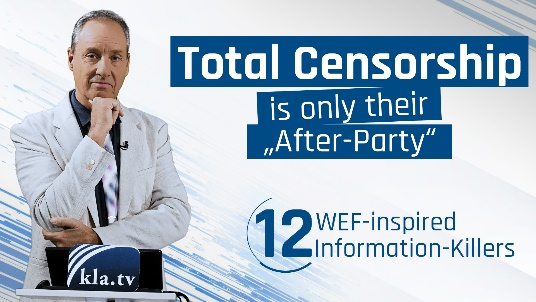 Total Censorship
is only their
„After-Party“
12 WEF-inspired
Information-Killers
kla.tv